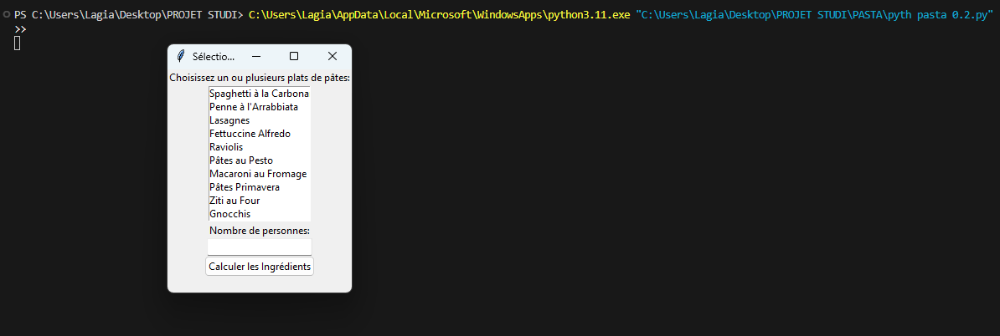 PS C:\Users\Lagia\Desktop\PROJET STUDI> C:\Users\Lagia\AppData\Local\Microsoft\WindowsApps\python3.11.exe "C:\Users\Lagia\Desktop\PROJET STUDI\PASTA\pyth pasta 0.2.py"
>>
Sélectio...
Choisissez un ou plusieurs plats de pâtes:
Spaghetti à la Carbona
Penne à l'Arrabbiata
Lasagnes
Fettuccine Alfredo
Raviolis
Pâtes au Pesto
Macaroni au Fromage
Pâtes Primavera
Ziti au Four
Gnocchis
Nombre de personnes:
Calculer les Ingrédients